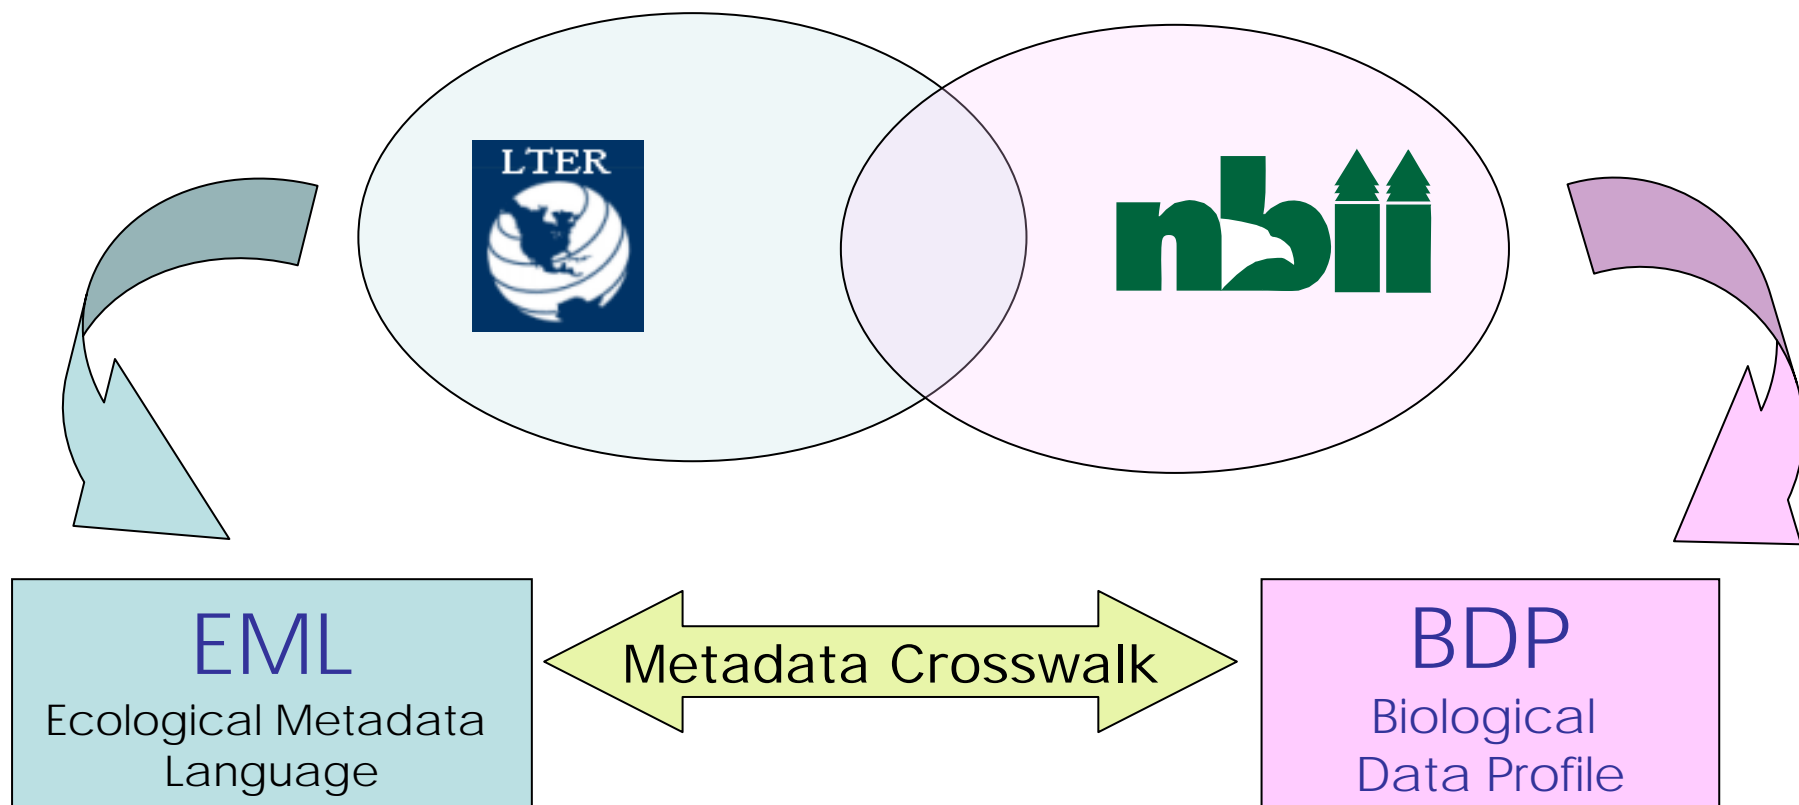 LTER
nbii
EML
Ecological Metadata
Language
Metadata Crosswalk
BDP
Biological
Data Profile